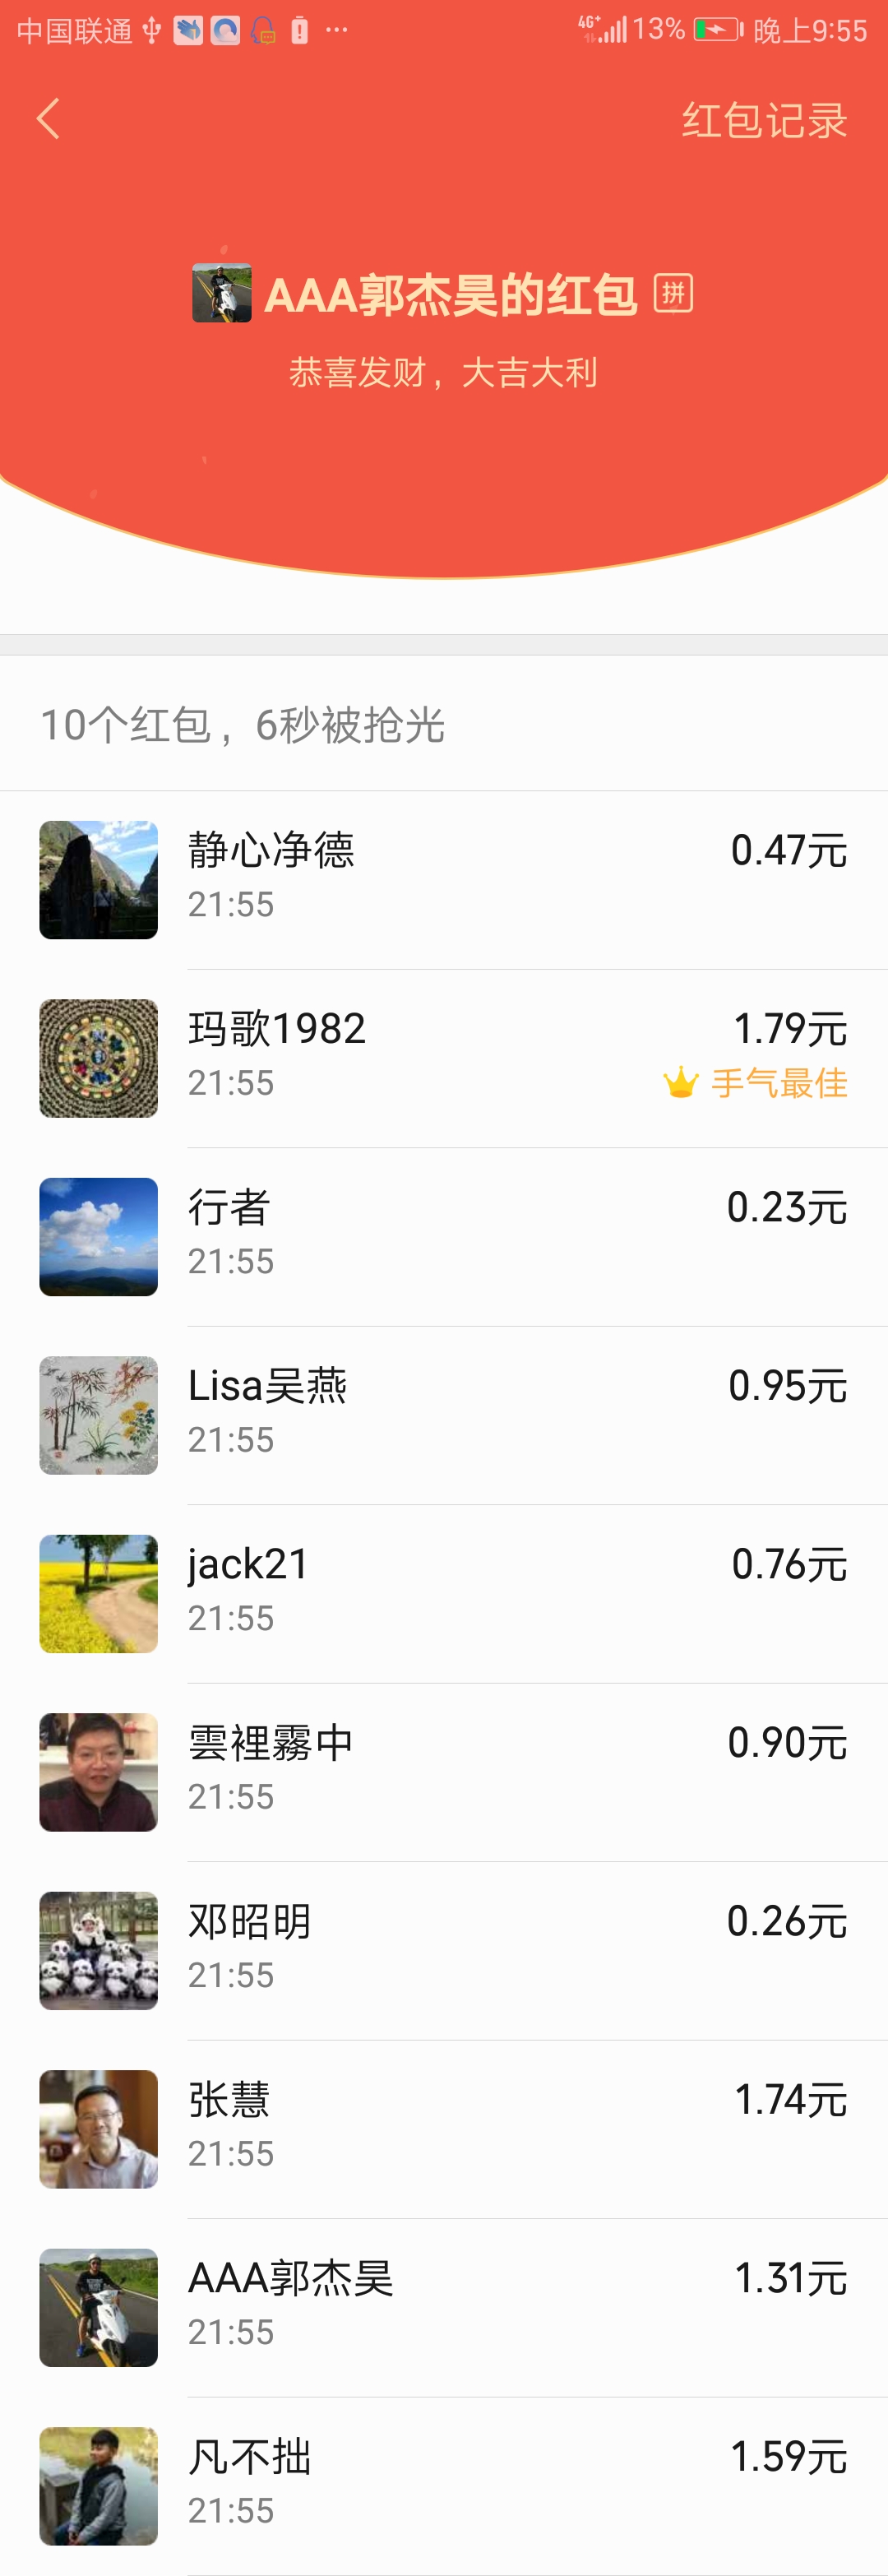 中国联通 4G+ 13% 晚上9:55
红包记录
AAA郭杰昊的红包 拼
恭喜发财，大吉大利
10个红包，6秒被抢光
静心净德 0.47元
21:55
玛歌1982 1.79元
21:55 手气最佳
行者 0.23元
21:55
Lisa吴燕 0.95元
21:55
jack21 0.76元
21:55
雲裡霧中 0.90元
21:55
邓昭明 0.26元
21:55
张慧 1.74元
21:55
AAA郭杰昊 1.31元
21:55
凡不拙 1.59元
21:55